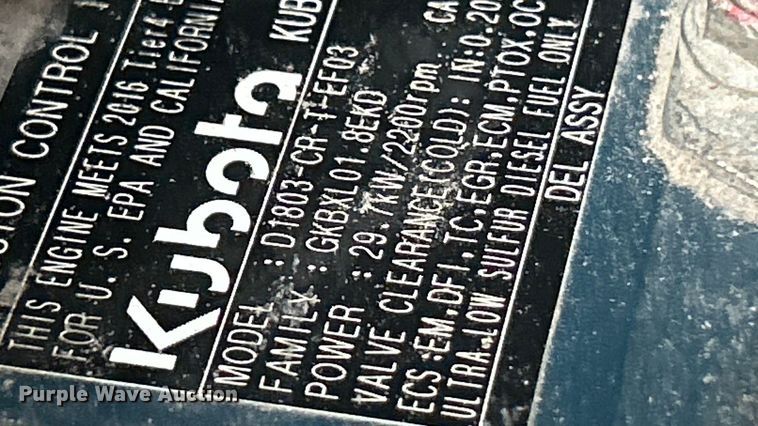 ION CONTROL I
THIS ENGINE MEETS 2016 Tier4 E
FOR U.S. EPA AND CALIFORNIA
Kubota KUB
MODEL : D1803-CR-T-EF03
FAMILY : GKBXL01.8EKD
POWER : 29.7KW/2200rpm CA
VALVE CLEARANCE(COLD): IN:0.20
ECS:EM,DFI,TC,EGR,ECM,PTOX,OC
ULTRA LOW SULFUR DIESEL FUEL ONLY
DEL ASSY
Purple Wave Auction